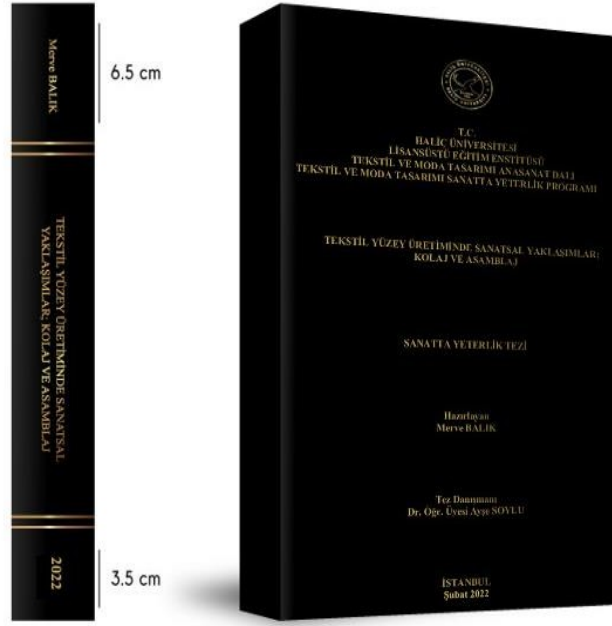 Merve BALIK
TEKSTİL YÜZEY ÜRETİMİNDE SANATSAL
YAKLAŞIMLAR; KOLAJ VE ASAMBLAJ
2022
6.5 cm
3.5 cm
T.C.
HALİÇ ÜNİVERSİTESİ
LİSANSÜSTÜ EĞİTİM ENSTİTÜSÜ
TEKSTİL VE MODA TASARIMI ANASANAT DALI
TEKSTİL VE MODA TASARIMI SANATTA YETERLİK PROGRAMI
TEKSTİL YÜZEY ÜRETİMİNDE SANATSAL YAKLAŞIMLAR;
KOLAJ VE ASAMBLAJ
SANATTA YETERLİK TEZİ
Hazırlayan
Merve BALIK
Tez Danışmanı
Dr. Öğr. Üyesi Ayşe SOYLU
İSTANBUL
Şubat 2022